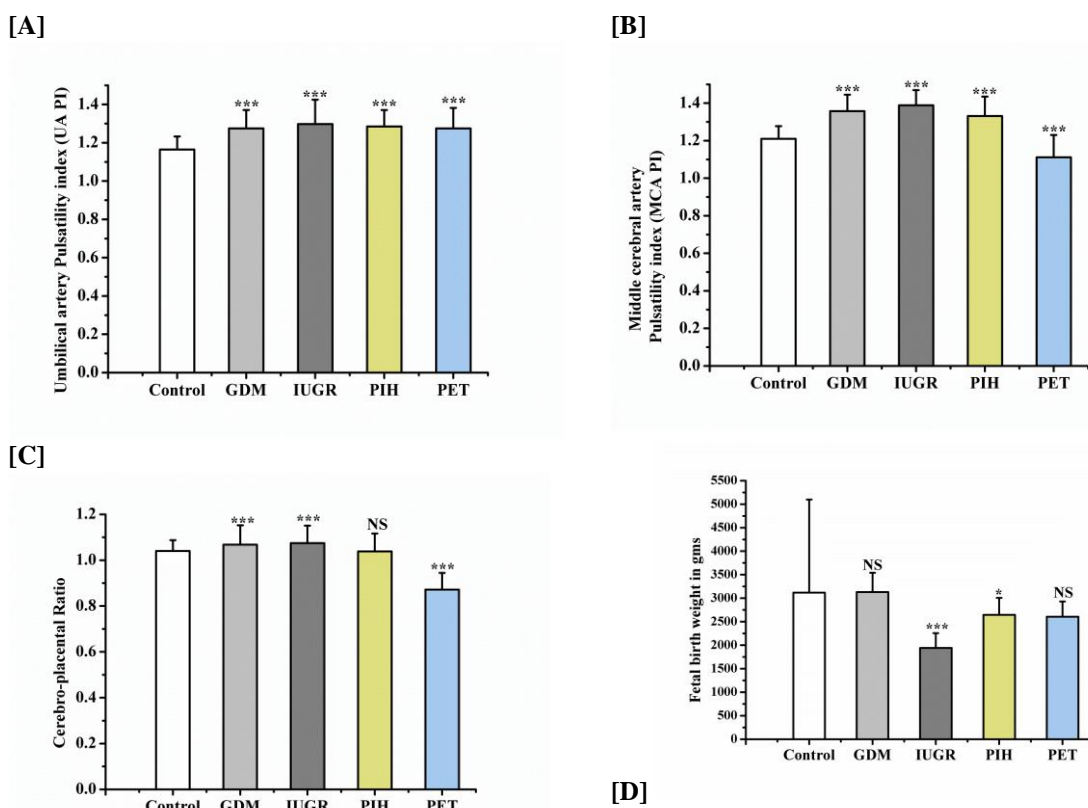 [A]
Umbilical artery Pulsatility index (UA PI)
1.4
1.2
1.0
0.8
0.6
0.4
0.2
0.0
*** *** *** ***
Control GDM IUGR PIH PET
[B]
Middle cerebral artery
Pulsatility index (MCA PI)
1.4
1.2
1.0
0.8
0.6
0.4
0.2
0.0
*** *** *** ***
Control GDM IUGR PIH PET
[C]
Cerebro-placental Ratio
1.2
1.0
0.8
0.6
0.4
0.2
0.0
*** *** NS ***
Control GDM IUGR PIH PET
Fetal birth weight in gms
5500
5000
4500
4000
3500
3000
2500
2000
1500
1000
500
0
NS *** * NS
Control GDM IUGR PIH PET
[D]